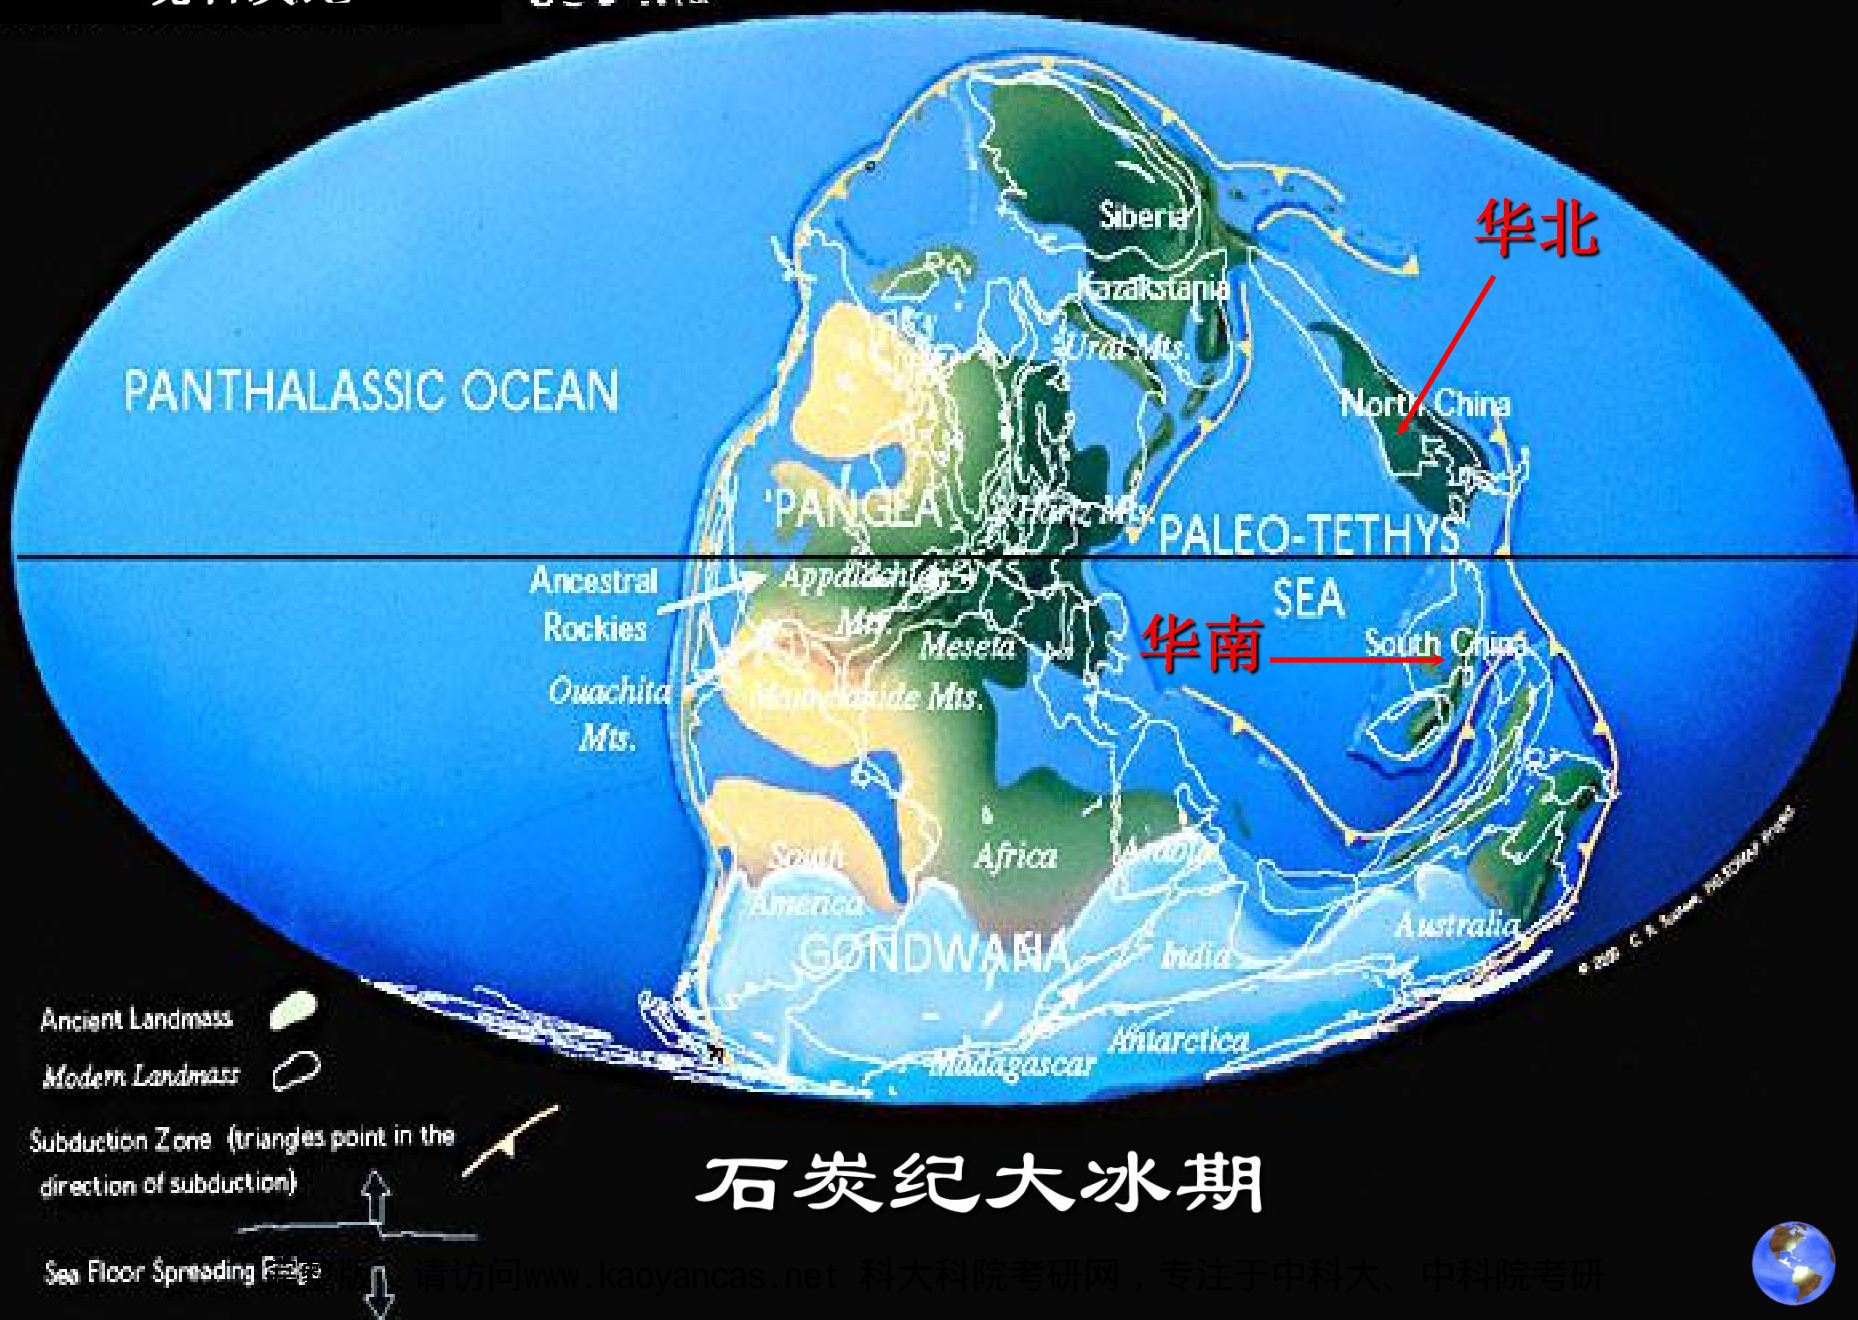 华北
Siberia
Kazakstania
Ural Mts.
PANTHALASSIC OCEAN
North China
'PANGEA'
Hunz Mts.
'PALEO-TETHYS'
SEA
Ancestral
Rockies
Appalachian
Mts.
华南
South China
Meseta
Ouachita
Mts.
Mts.
South
America
Africa
Arabia
GONDWANA
India
Australia
Antarctica
Madagascar
Ancient Landmass
Modern Landmass
Subduction Zone (triangles point in the
direction of subduction)
Sea Floor Spreading Ridge
石炭纪大冰期
请访问www.kaoyancas.net 科大科院考研网，专注于中科大、中科院考研